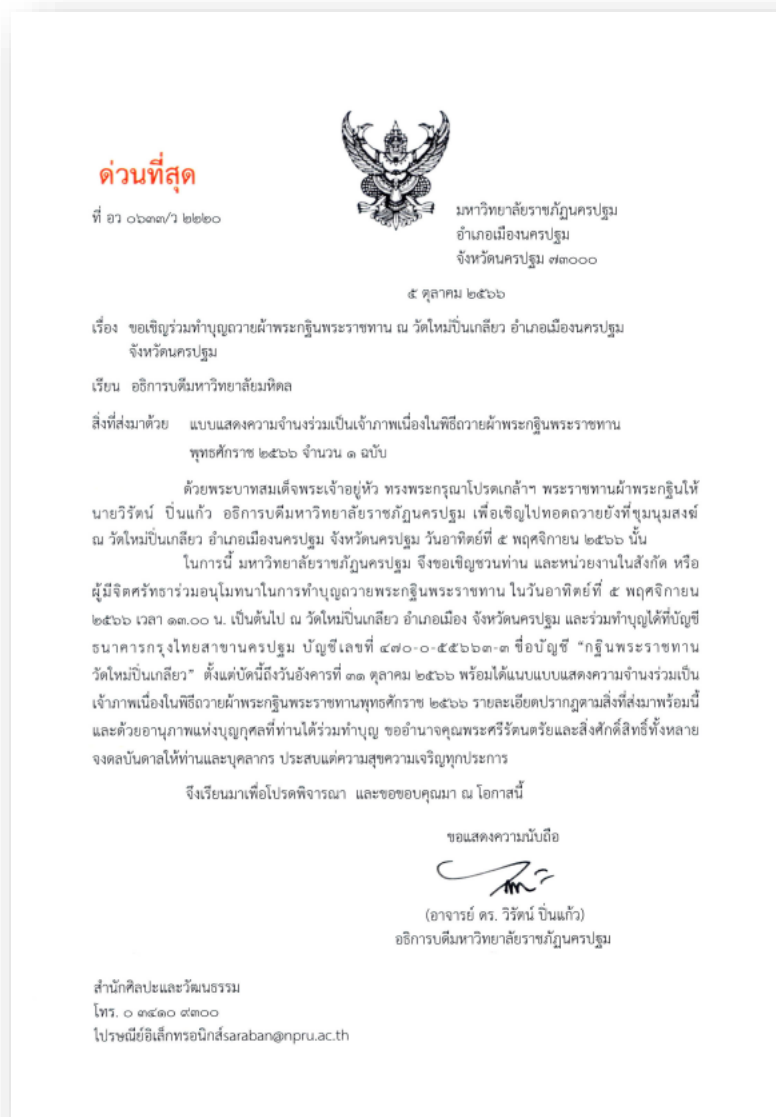 ด่วนที่สุด
ที่ อว ๐๖๓๓/ว ๒๒๒๐
มหาวิทยาลัยราชภัฏนครปฐม
อำเภอเมืองนครปฐม
จังหวัดนครปฐม ๗๓๐๐๐
๕ ตุลาคม ๒๕๖๖
เรื่อง ขอเชิญร่วมทำบุญถวายผ้าพระกฐินพระราชทาน ณ วัดใหม่ปิ่นเกลียว อำเภอเมืองนครปฐม
จังหวัดนครปฐม
เรียน อธิการบดีมหาวิทยาลัยมหิดล
สิ่งที่ส่งมาด้วย แบบแสดงความจำนงร่วมเป็นเจ้าภาพเนื่องในพิธีถวายผ้าพระกฐินพระราชทาน
พุทธศักราช ๒๕๖๖ จำนวน ๑ ฉบับ
ด้วยพระบาทสมเด็จพระเจ้าอยู่หัว ทรงพระกรุณาโปรดเกล้าฯ พระราชทานผ้าพระกฐินให้
นายวิรัตน์ ปิ่นแก้ว อธิการบดีมหาวิทยาลัยราชภัฏนครปฐม เพื่อเชิญไปทอดถวายยังที่ชุมนุมสงฆ์
ณ วัดใหม่ปิ่นเกลียว อำเภอเมืองนครปฐม จังหวัดนครปฐม วันอาทิตย์ที่ ๕ พฤศจิกายน ๒๕๖๖ นั้น
ในการนี้ มหาวิทยาลัยราชภัฏนครปฐม จึงขอเชิญชวนท่าน และหน่วยงานในสังกัด หรือ
ผู้มีจิตศรัทธาร่วมอนุโมทนาในการทำบุญถวายพระกฐินพระราชทาน ในวันอาทิตย์ที่ ๕ พฤศจิกายน
๒๕๖๖ เวลา ๑๓.๐๐ น. เป็นต้นไป ณ วัดใหม่ปิ่นเกลียว อำเภอเมือง จังหวัดนครปฐม และร่วมทำบุญได้ที่บัญชี
ธนาคารกรุงไทยสาขานครปฐม บัญชีเลขที่ ๔๗๐-๐-๕๕๖๖๓-๓ ชื่อบัญชี “กฐินพระราชทาน
วัดใหม่ปิ่นเกลียว” ตั้งแต่บัดนี้ถึงวันอังคารที่ ๓๑ ตุลาคม ๒๕๖๖ พร้อมได้แนบแบบแสดงความจำนงร่วมเป็น
เจ้าภาพเนื่องในพิธีถวายผ้าพระกฐินพระราชทานพุทธศักราช ๒๕๖๖ รายละเอียดปรากฏตามสิ่งที่ส่งมาพร้อมนี้
และด้วยอานุภาพแห่งบุญกุศลที่ท่านได้ร่วมทำบุญ ขออำนาจคุณพระศรีรัตนตรัยและสิ่งศักดิ์สิทธิ์ทั้งหลาย
จงดลบันดาลให้ท่านและบุคลากร ประสบแต่ความสุขความเจริญทุกประการ
จึงเรียนมาเพื่อโปรดพิจารณา และขอขอบคุณมา ณ โอกาสนี้
ขอแสดงความนับถือ
(อาจารย์ ดร. วิรัตน์ ปิ่นแก้ว)
อธิการบดีมหาวิทยาลัยราชภัฏนครปฐม
สำนักศิลปะและวัฒนธรรม
โทร. ๐ ๓๔๑๐ ๙๓๐๐
ไปรษณีย์อิเล็กทรอนิกส์saraban@npru.ac.th